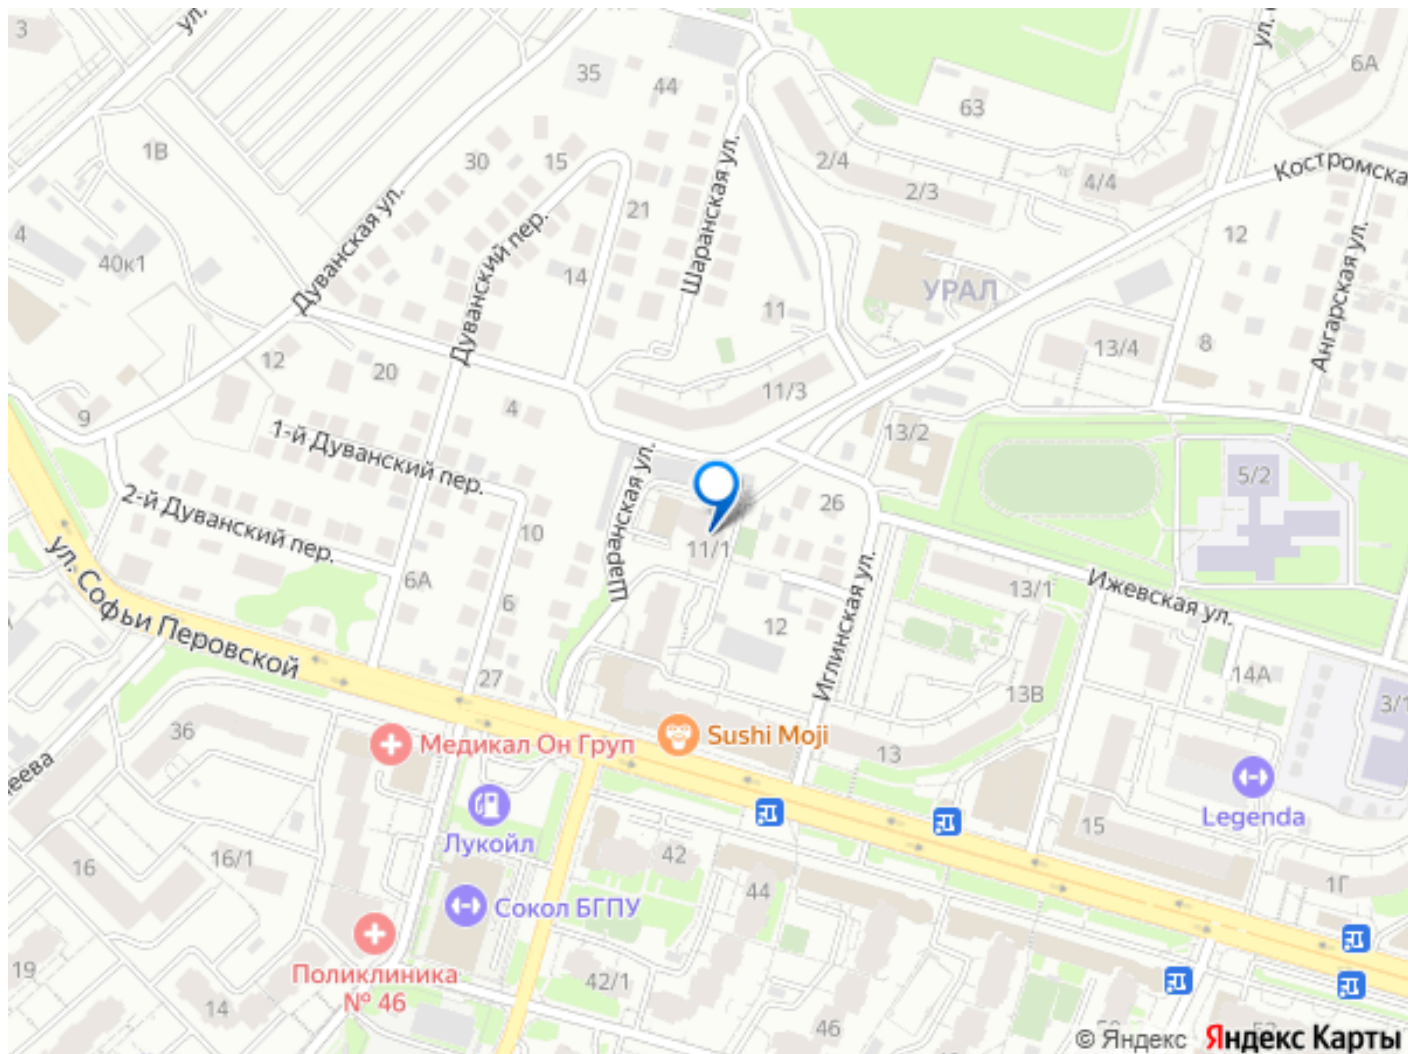 3
ул.
35
44
63
6А
ул.
1В
30
15
2/4
2/3
4/4
Костромска
Шаранская ул.
21
12
Дуванская ул.
Дуванский пер.
4
40к1
14
11
УРАЛ
Ангарская ул.
12
20
13/4
8
11/3
9
4
1-й Дуванский пер.
13/2
5/2
2-й Дуванский пер.
10
Шаранская ул.
26
11/1
6А
6
13/1
Ижевская ул.
ул. Софьи Перовской
12
Иглинская ул.
27
13В
14А
3/1
36
Медикал Он Груп
Sushi Moji
13
еева
Legenda
Лукойл
15
16
16/1
42
44
1Г
Сокол БГПУ
Поликлиника
№ 46
19
14
42/1
46
© Яндекс Яндекс Карты